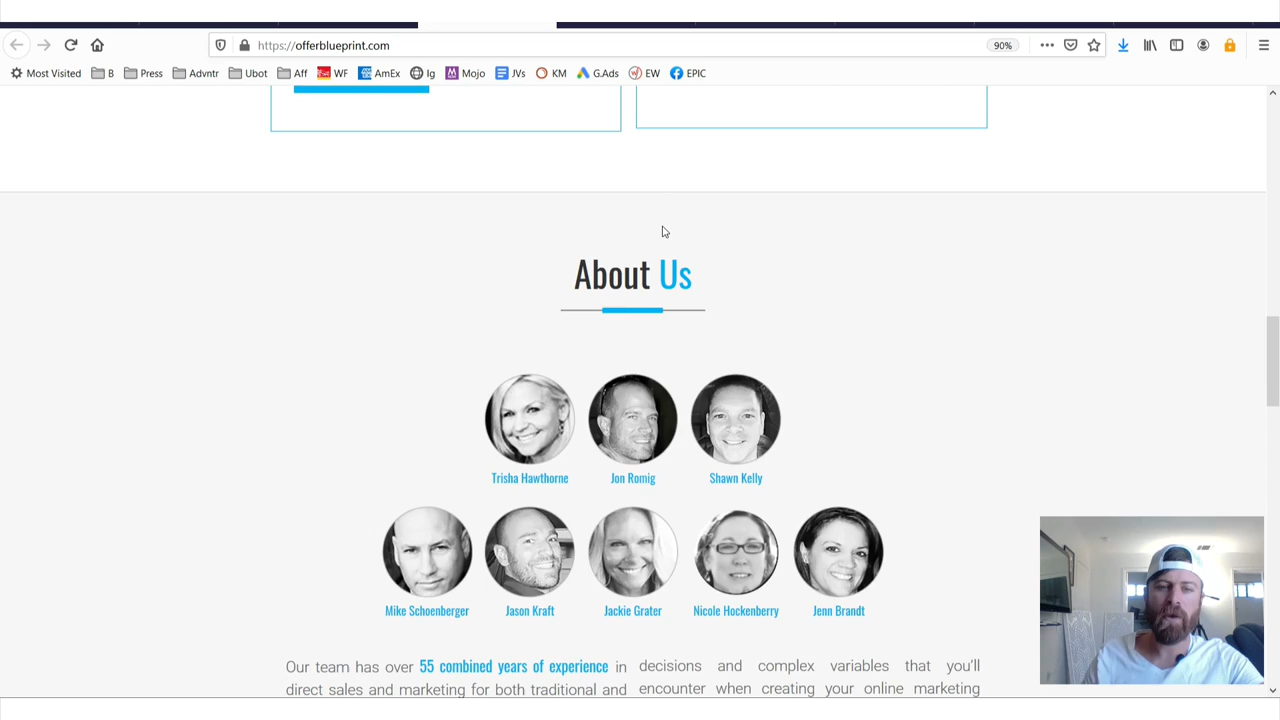 https://offerblueprint.com
90%
Most Visited B Press Advntr Ubot Aff WF AmEx Ig Mojo JVs KM G.Ads EW EPIC
About Us
Trisha Hawthorne Jon Romig Shawn Kelly
Mike Schoenberger Jason Kraft Jackie Grater Nicole Hockenberry Jenn Brandt
Our team has over 55 combined years of experience in
direct sales and marketing for both traditional and
decisions and complex variables that you'll
encounter when creating your online marketing